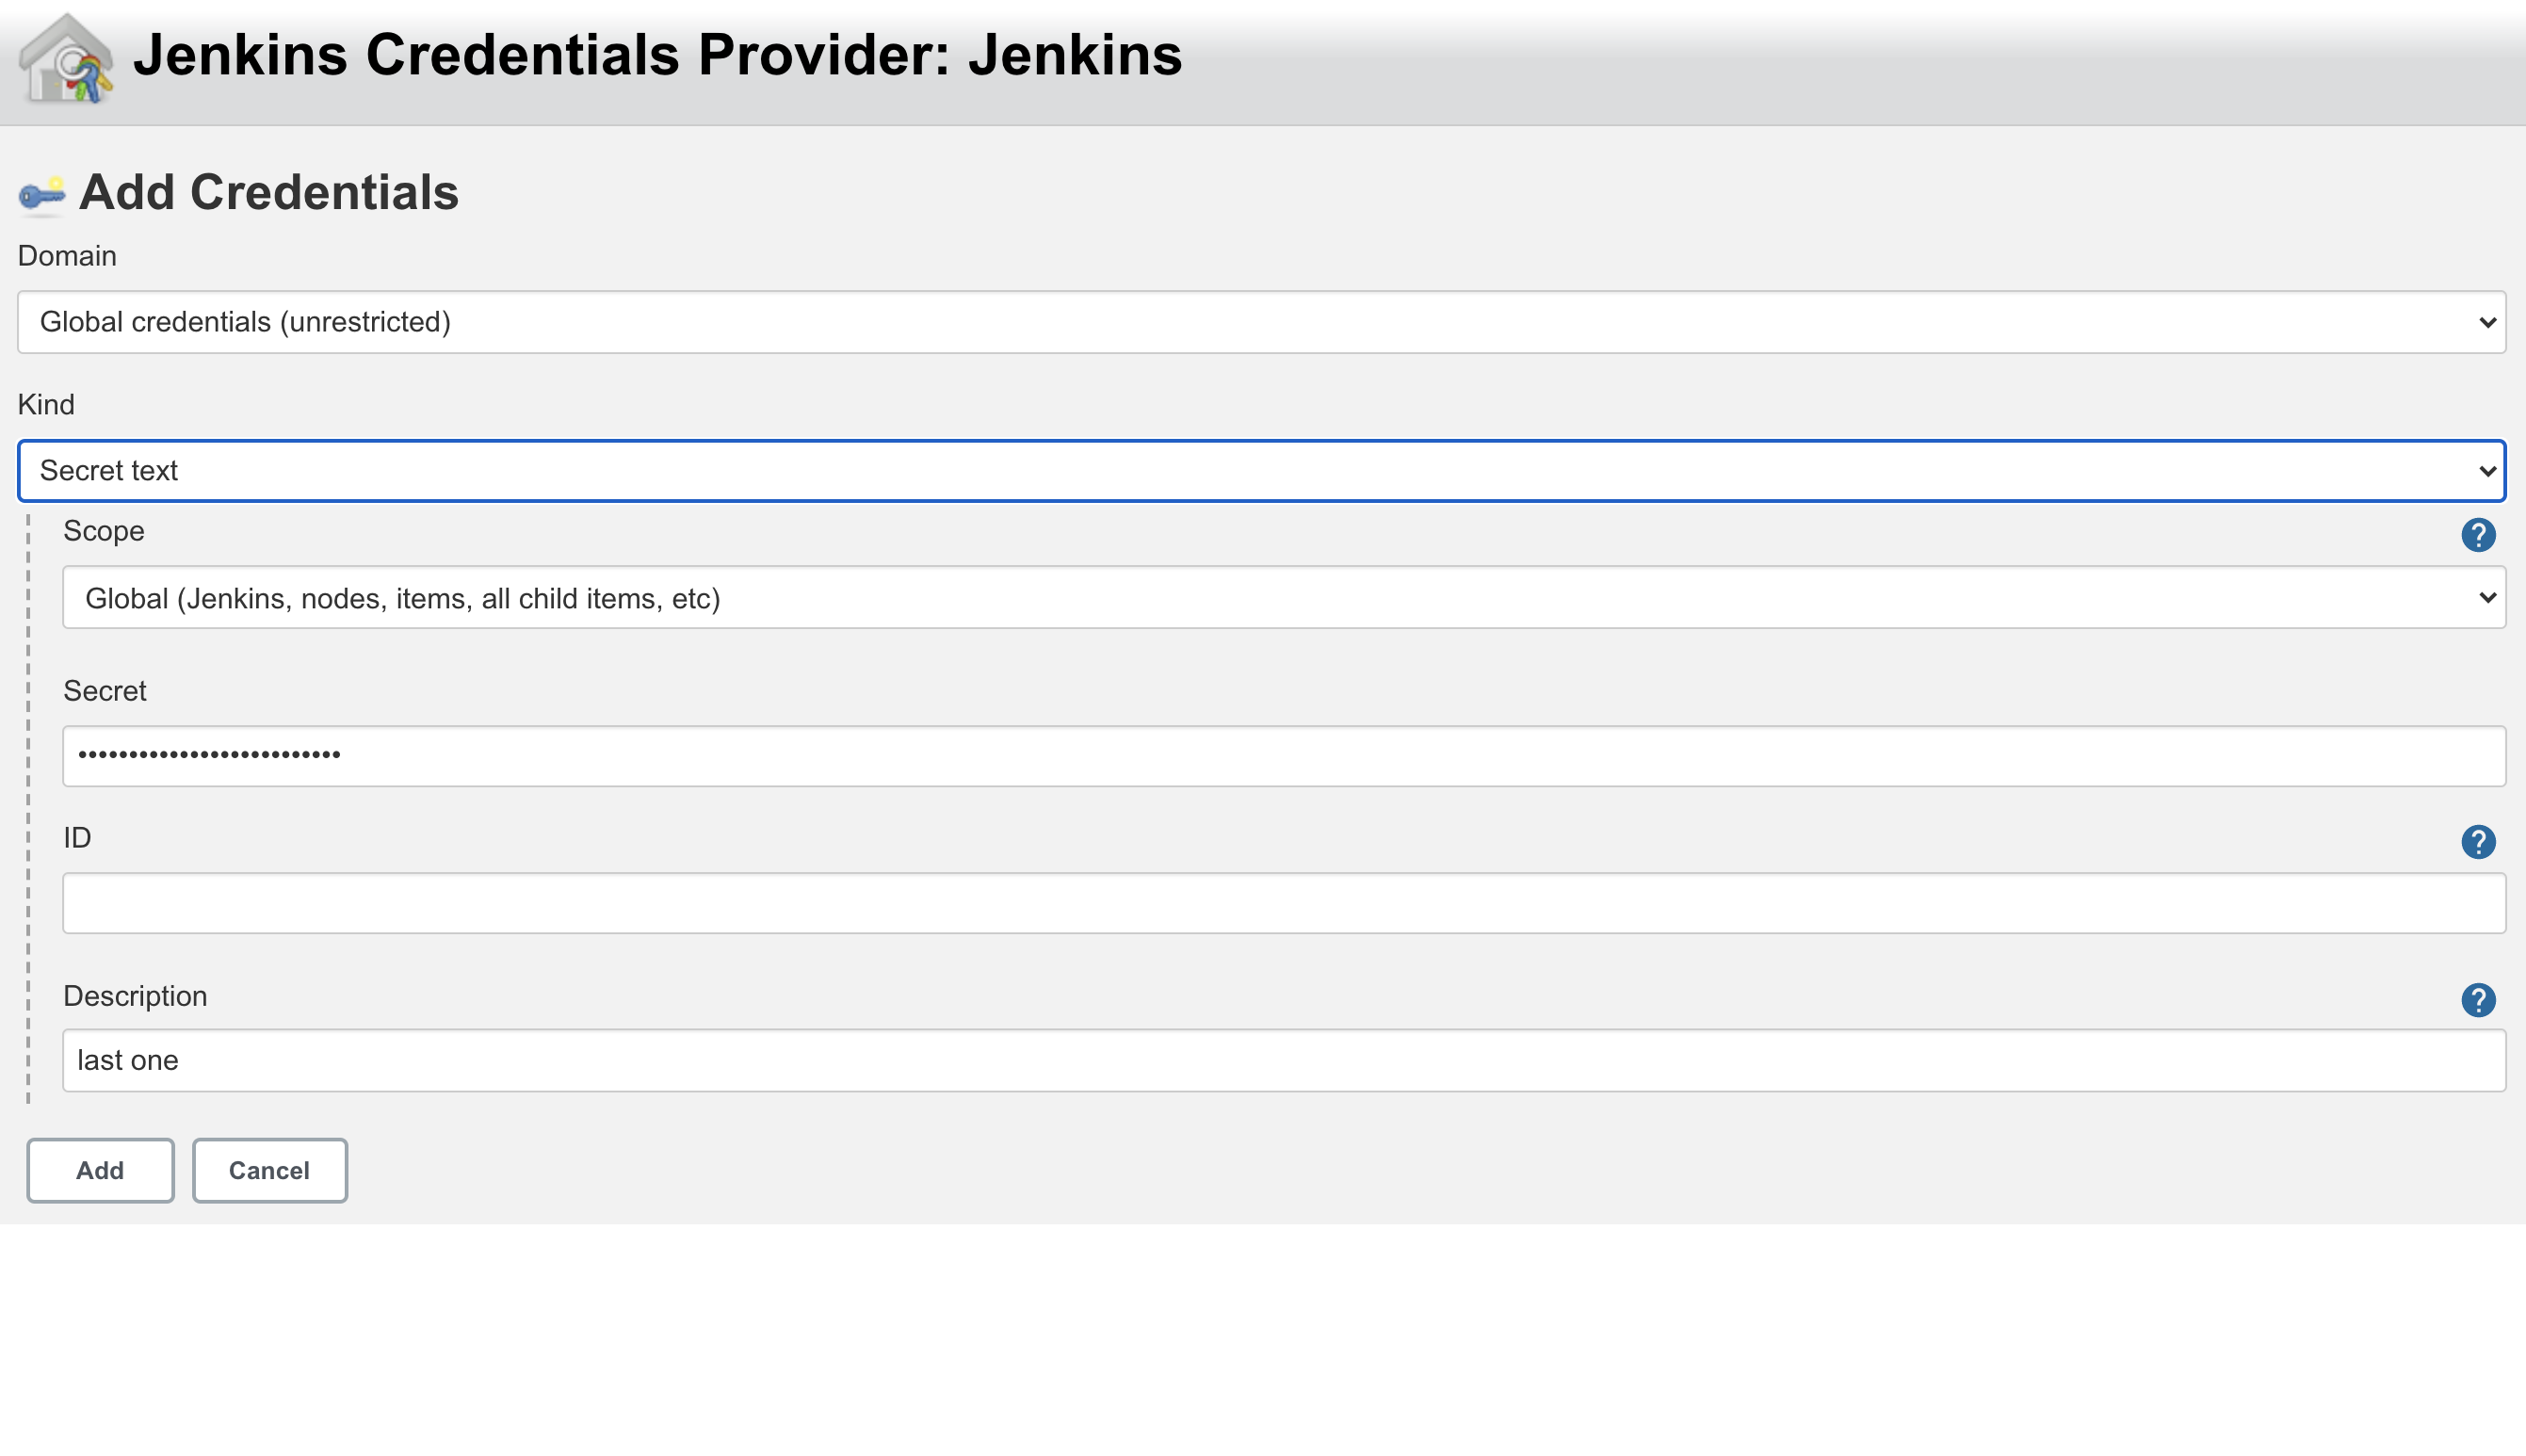 Jenkins Credentials Provider: Jenkins
Add Credentials
Domain
Global credentials (unrestricted)
Kind
Secret text
Scope
?
Global (Jenkins, nodes, items, all child items, etc)
Secret
••••••••••••••••••••••••••
ID
?
Description
?
last one
Add Cancel